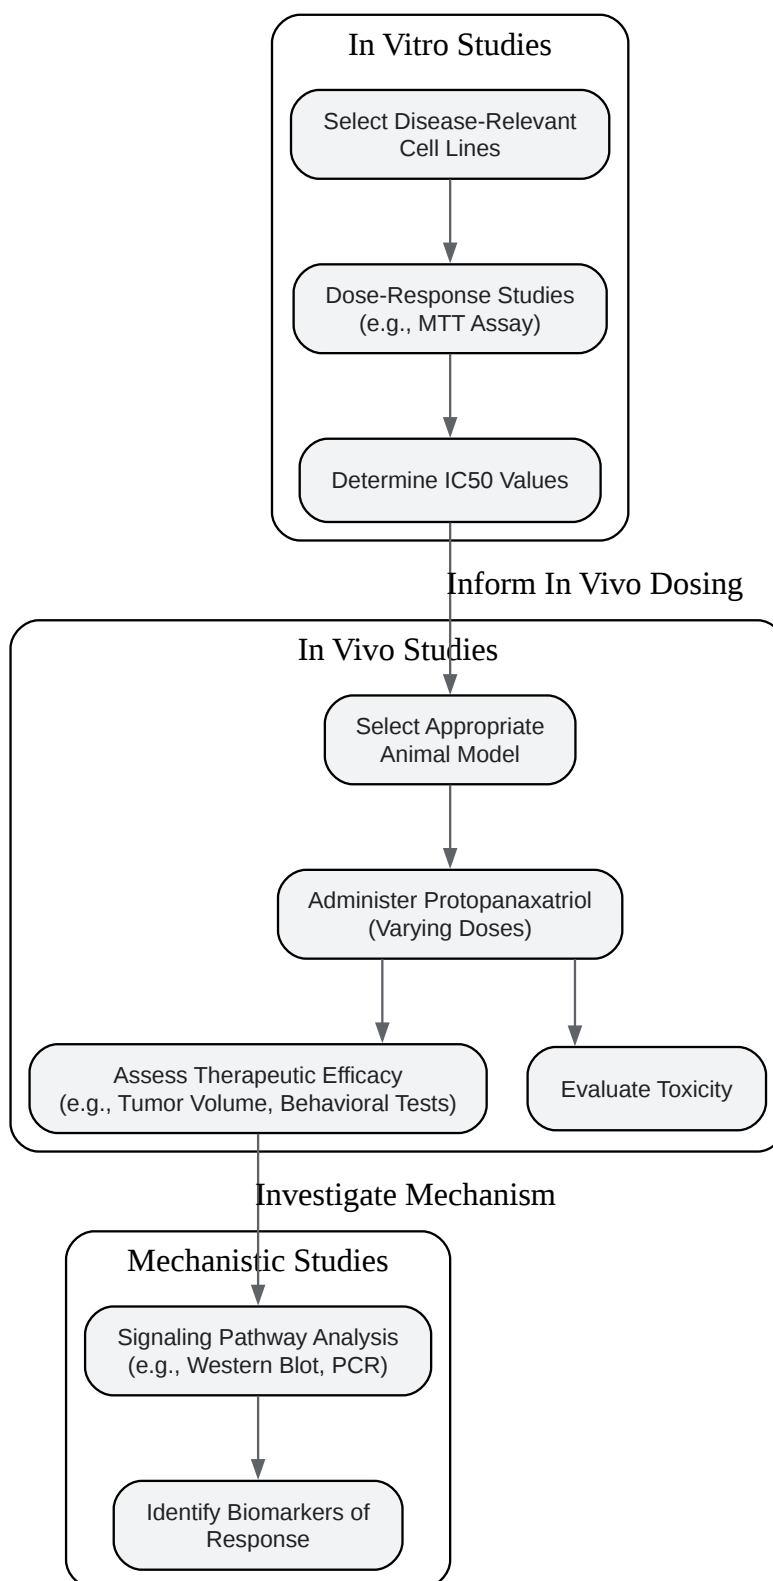 In Vitro Studies
Select Disease-Relevant
Cell Lines
Dose-Response Studies
(e.g., MTT Assay)
Determine IC50 Values
Inform In Vivo Dosing
In Vivo Studies
Select Appropriate
Animal Model
Administer Protopanaxatriol
(Varying Doses)
Assess Therapeutic Efficacy
(e.g., Tumor Volume, Behavioral Tests)
Evaluate Toxicity
Investigate Mechanism
Mechanistic Studies
Signaling Pathway Analysis
(e.g., Western Blot, PCR)
Identify Biomarkers of
Response